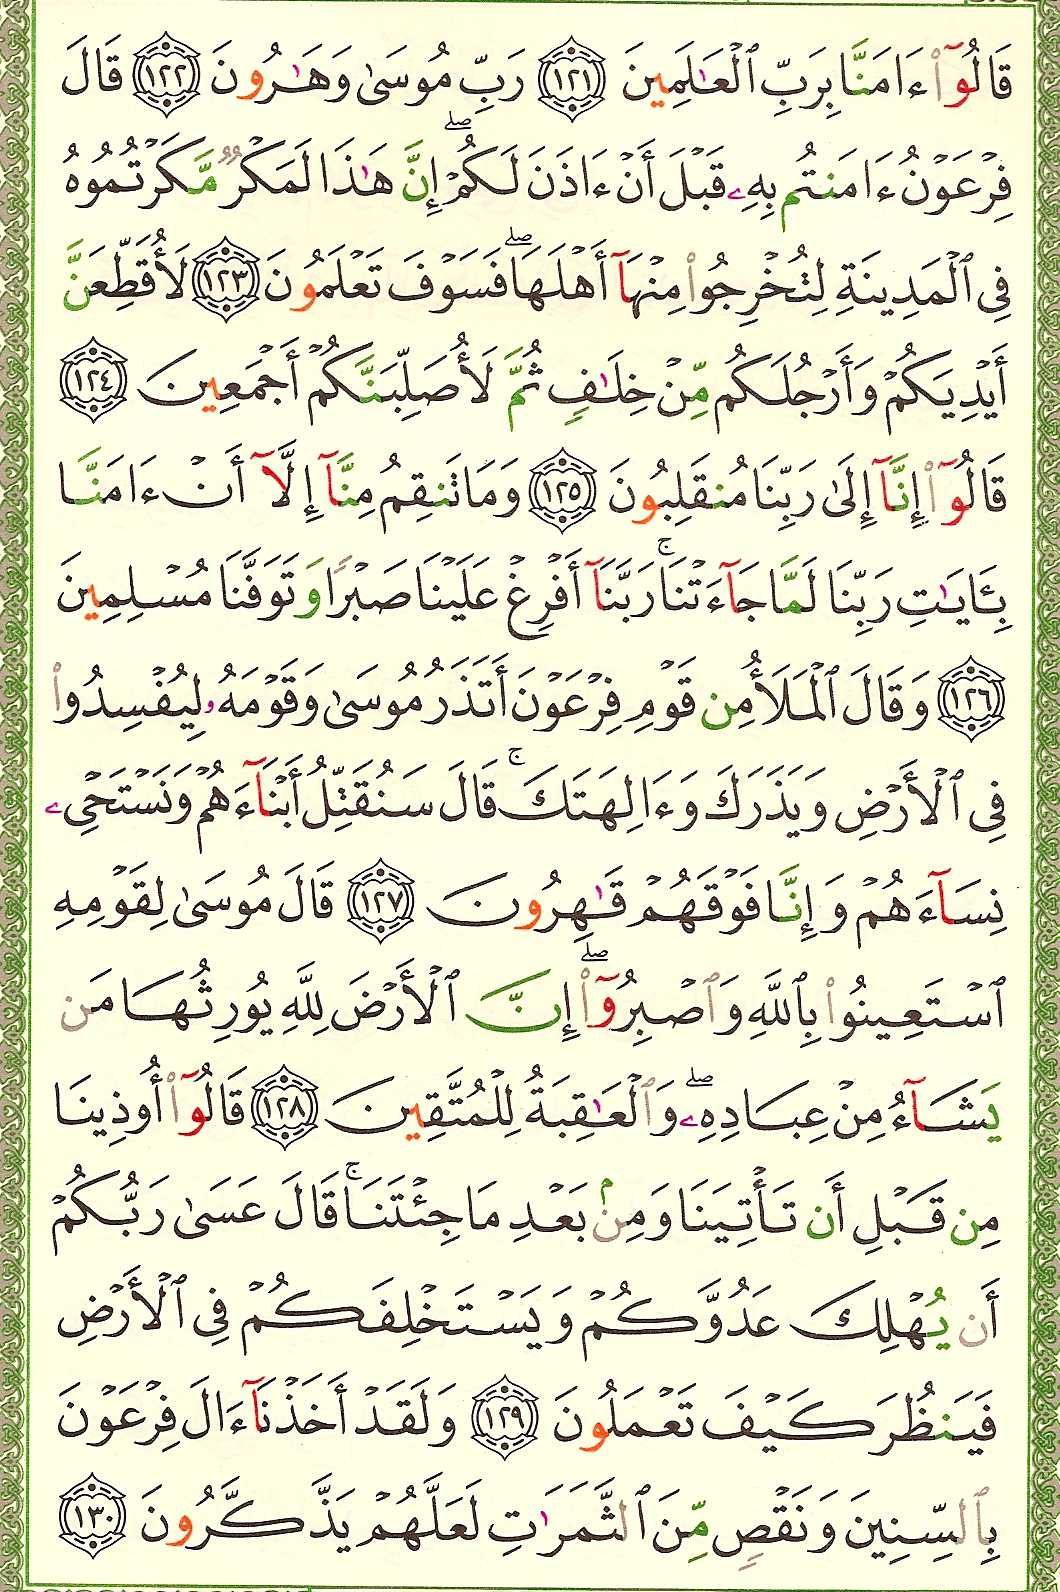 قَالُوٓا۟ ءَامَنَّا بِرَبِّ ٱلْعَـٰلَمِينَ ١٢١ رَبِّ مُوسَىٰ وَهَـٰرُونَ ١٢٢ قَالَ
فِرْعَوْنُ ءَامَنتُم بِهِۦ قَبْلَ أَنْ ءَاذَنَ لَكُمْ ۖ إِنَّ هَـٰذَا لَمَكْرٌ مَّكَرْتُمُوهُ
فِى ٱلْمَدِينَةِ لِتُخْرِجُوا۟ مِنْهَآ أَهْلَهَا ۖ فَسَوْفَ تَعْلَمُونَ ١٢٣ لَأُقَطِّعَنَّ
أَيْدِيَكُمْ وَأَرْجُلَكُم مِّنْ خِلَـٰفٍ ثُمَّ لَأُصَلِّبَنَّكُمْ أَجْمَعِينَ ١٢٤
قَالُوٓا۟ إِنَّآ إِلَىٰ رَبِّنَا مُنقَلِبُونَ ١٢٥ وَمَا تَنقِمُ مِنَّآ إِلَّآ أَنْ ءَامَنَّا
بِـَٔايَـٰتِ رَبِّنَا لَمَّا جَآءَتْنَا ۚ رَبَّنَآ أَفْرِغْ عَلَيْنَا صَبْرًا وَتَوَفَّنَا مُسْلِمِينَ
١٢٦ وَقَالَ ٱلْمَلَأُ مِن قَوْمِ فِرْعَوْنَ أَتَذَرُ مُوسَىٰ وَقَوْمَهُۥ لِيُفْسِدُوا۟
فِى ٱلْأَرْضِ وَيَذَرَكَ وَءَالِهَتَكَ ۚ قَالَ سَنُقَتِّلُ أَبْنَآءَهُمْ وَنَسْتَحْىِۦ
نِسَآءَهُمْ وَإِنَّا فَوْقَهُمْ قَـٰهِرُونَ ١٢٧ قَالَ مُوسَىٰ لِقَوْمِهِ
ٱسْتَعِينُوا۟ بِٱللَّهِ وَٱصْبِرُوٓا۟ ۖ إِنَّ ٱلْأَرْضَ لِلَّهِ يُورِثُهَا مَن
يَشَآءُ مِنْ عِبَادِهِۦ ۖ وَٱلْعَـٰقِبَةُ لِلْمُتَّقِينَ ١٢٨ قَالُوٓا۟ أُوذِينَا
مِن قَبْلِ أَن تَأْتِيَنَا وَمِنۢ بَعْدِ مَا جِئْتَنَا ۚ قَالَ عَسَىٰ رَبُّكُمْ
أَن يُهْلِكَ عَدُوَّكُمْ وَيَسْتَخْلِفَكُمْ فِى ٱلْأَرْضِ
فَيَنظُرَ كَيْفَ تَعْمَلُونَ ١٢٩ وَلَقَدْ أَخَذْنَآ ءَالَ فِرْعَوْنَ
بِٱلسِّنِينَ وَنَقْصٍ مِّنَ ٱلثَّمَرَٰتِ لَعَلَّهُمْ يَذَّكَّرُونَ ١٣٠